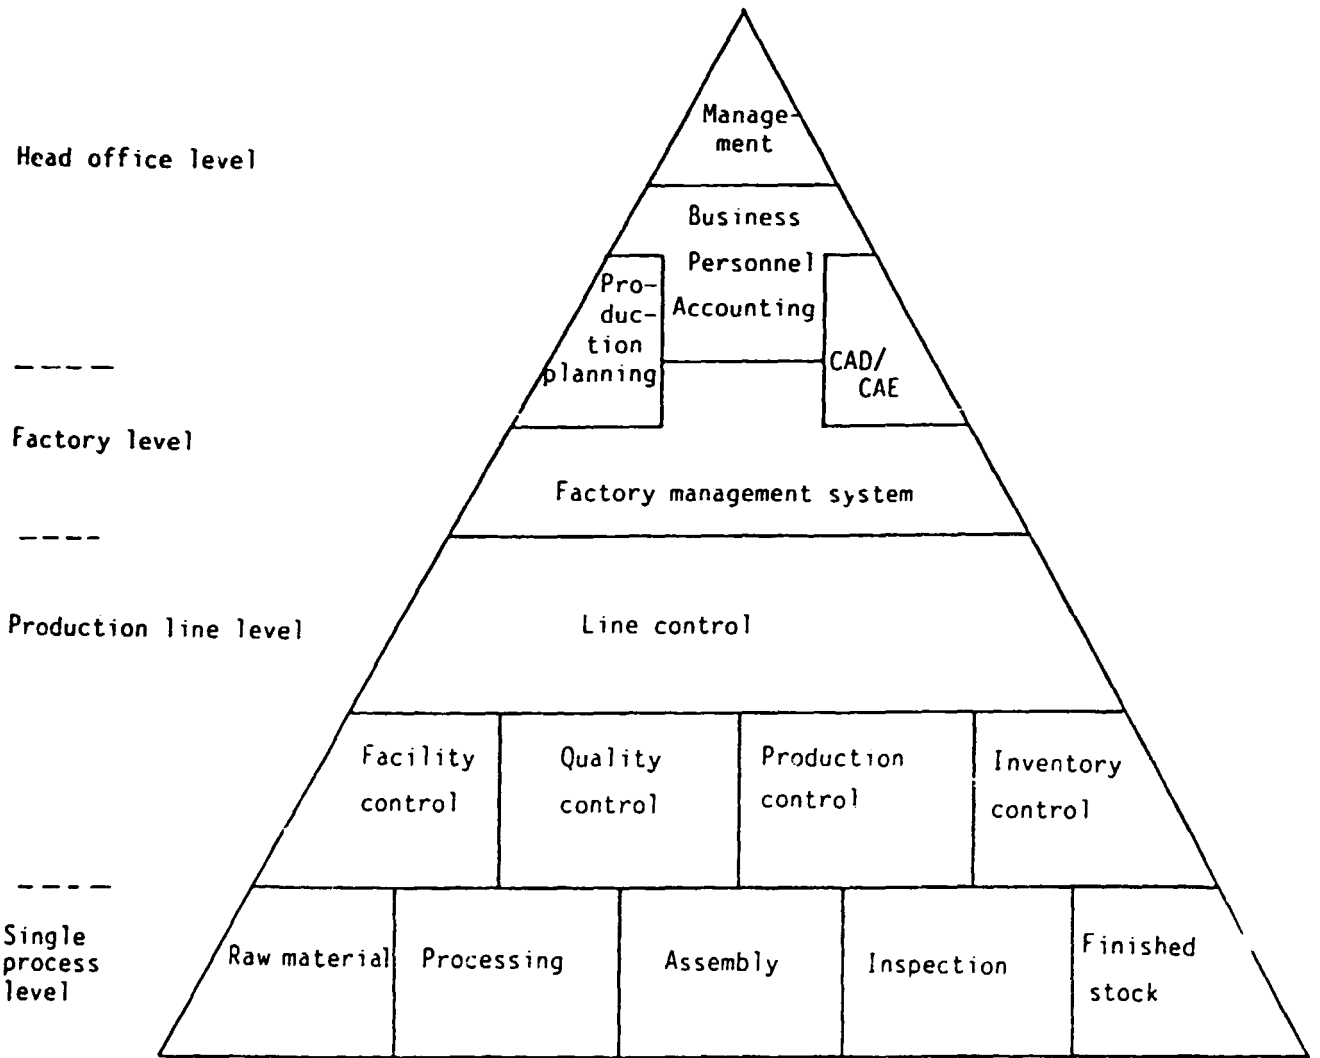 Head office level
Manage-
ment
Business
Personnel
Accounting
Pro-
duc-
tion
planning
CAD/
CAE
Factory level
Factory management system
Production line level
Line control
Facility
control
Quality
control
Production
control
Inventory
control
Single
process
level
Raw material
Processing
Assembly
Inspection
Finished
stock